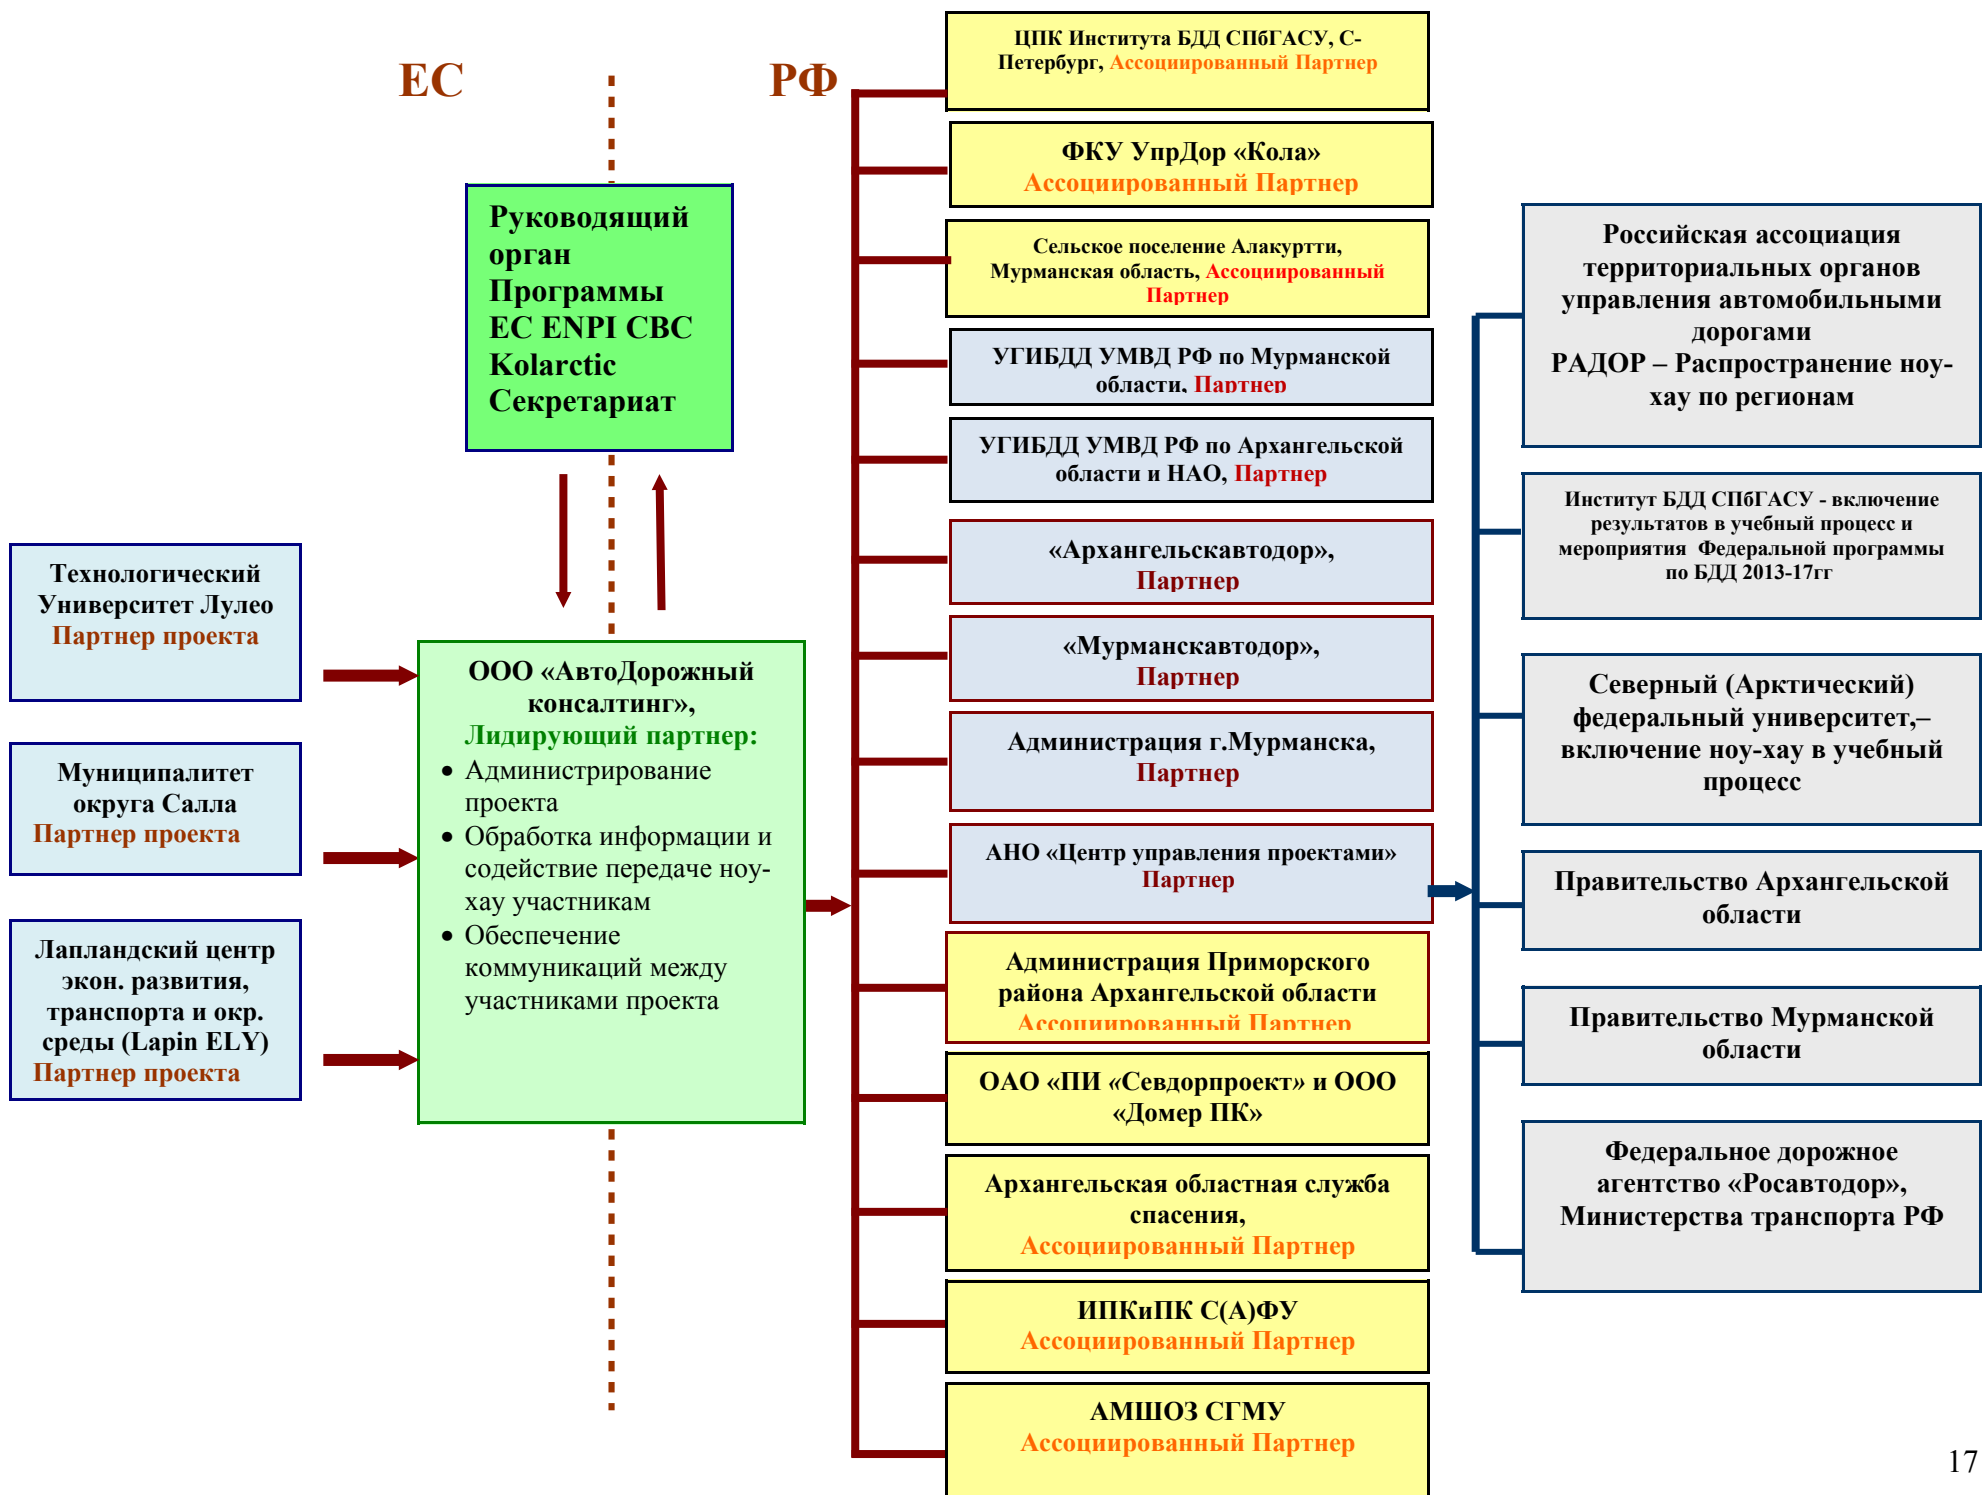 ЕС
РФ
Руководящий
орган
Программы
ЕС ENPI CBC
Kolarctic
Секретариат
Технологический
Университет Лулео
Партнер проекта
Муниципалитет
округа Салла
Партнер проекта
Лапландский центр
экон. развития,
транспорта и окр.
среды (Lapin ELY)
Партнер проекта
ООО «АвтоДорожный
консалтинг»,
Лидирующий партнер:
• Администрирование
проекта
• Обработка информации и
содействие передаче ноу-
хау участникам
• Обеспечение
коммуникаций между
участниками проекта
ЦПК Института БДД СПбГАСУ, С-
Петербург, Ассоциированный Партнер
ФКУ УпрДор «Кола»
Ассоциированный Партнер
Сельское поселение Алакуртти,
Мурманская область, Ассоциированный
Партнер
УГИБДД УМВД РФ по Мурманской
области, Партнер
УГИБДД УМВД РФ по Архангельской
области и НАО, Партнер
«Архангельскавтодор»,
Партнер
«Мурманскавтодор»,
Партнер
Администрация г.Мурманска,
Партнер
АНО «Центр управления проектами»
Партнер
Администрация Приморского
района Архангельской области
Ассоциированный Партнер
ОАО «ПИ «Севдорпроект» и ООО
«Домер ПК»
Архангельская областная служба
спасения,
Ассоциированный Партнер
ИПКиПК С(А)ФУ
Ассоциированный Партнер
АМШОЗ СГМУ
Ассоциированный Партнер
Российская ассоциация
территориальных органов
управления автомобильными
дорогами
РАДОР – Распространение ноу-
хау по регионам
Институт БДД СПбГАСУ - включение
результатов в учебный процесс и
мероприятия Федеральной программы
по БДД 2013-17гг
Северный (Арктический)
федеральный университет,–
включение ноу-хау в учебный
процесс
Правительство Архангельской
области
Правительство Мурманской
области
Федеральное дорожное
агентство «Росавтодор»,
Министерства транспорта РФ
17